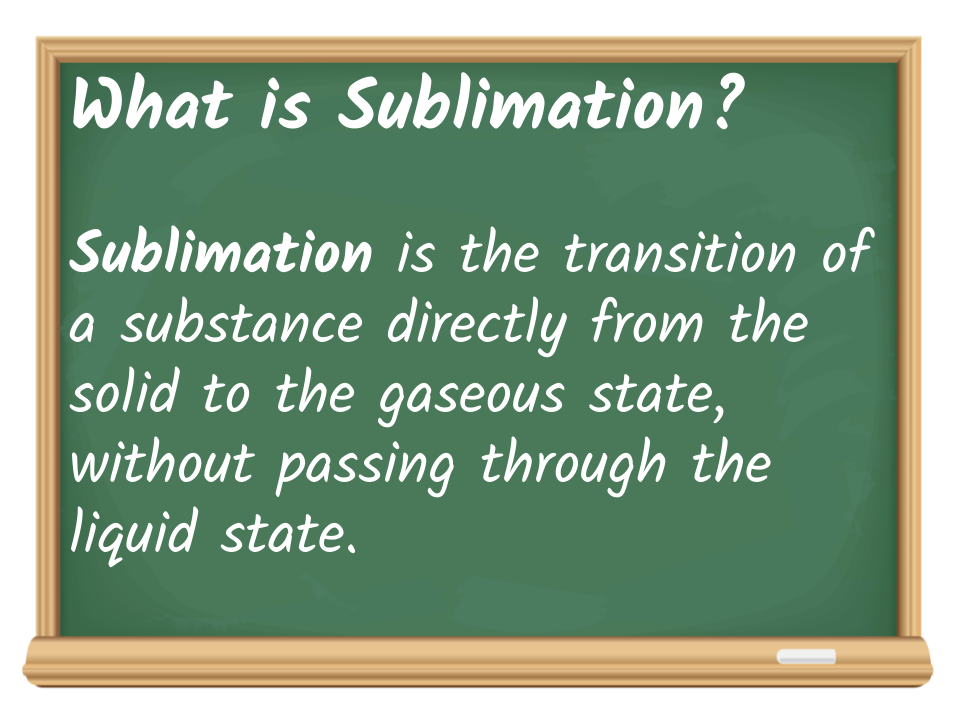 What is Sublimation?
Sublimation is the transition of
a substance directly from the
solid to the gaseous state,
without passing through the
liquid state.